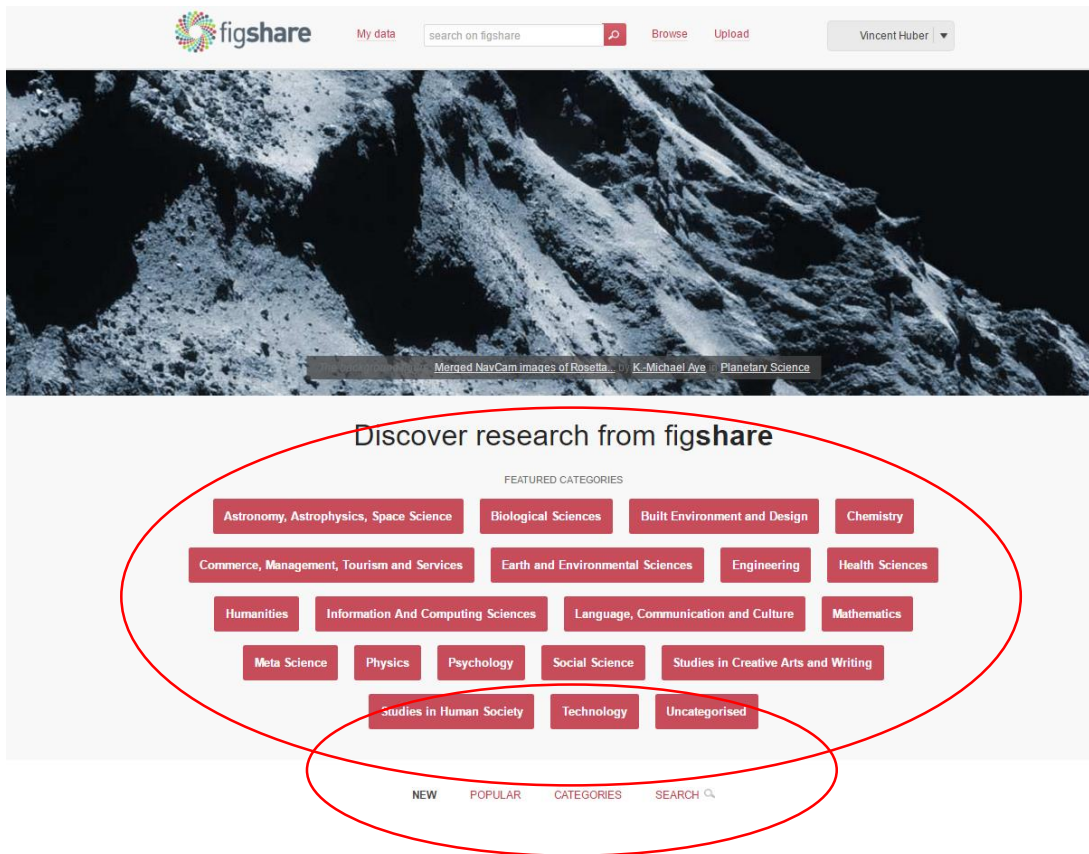 figshare My data search on figshare Browse Upload Vincent Huber
Merged NavCam images of Rosetta... by K.-Michael Aye in Planetary Science
Discover research from figshare
FEATURED CATEGORIES
Astronomy, Astrophysics, Space Science Biological Sciences Built Environment and Design Chemistry
Commerce, Management, Tourism and Services Earth and Environmental Sciences Engineering Health Sciences
Humanities Information And Computing Sciences Language, Communication and Culture Mathematics
Meta Science Physics Psychology Social Science Studies in Creative Arts and Writing
Studies in Human Society Technology Uncategorised
NEW POPULAR CATEGORIES SEARCH